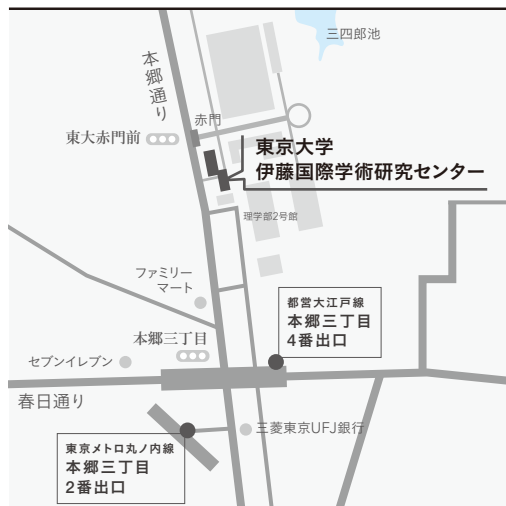 三四郎池
本郷通り
赤門
東大赤門前
東京大学
伊藤国際学術研究センター
理学部2号館
ファミリー
マート
都営大江戸線
本郷三丁目
4番出口
本郷三丁目
セブンイレブン
春日通り
三菱東京UFJ銀行
東京メトロ丸ノ内線
本郷三丁目
2番出口